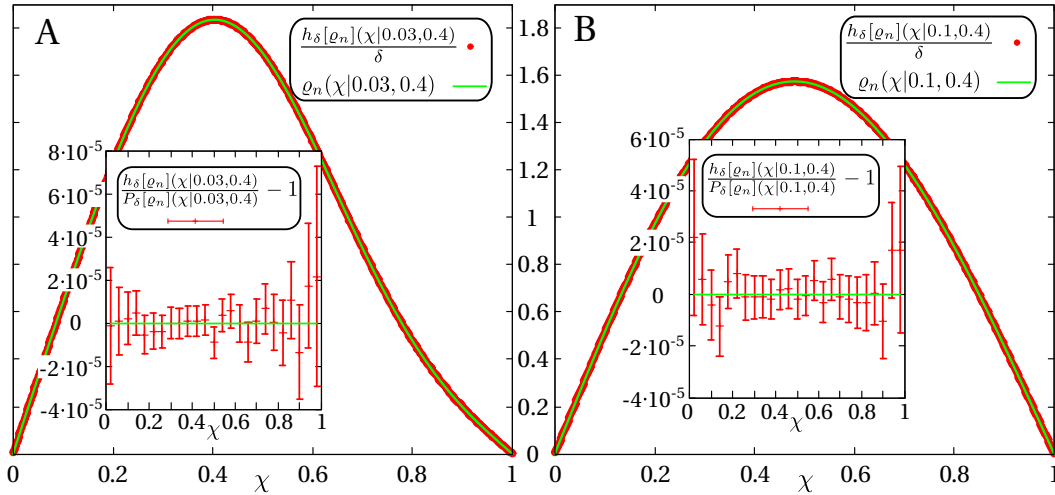 A
h_δ[ϱ_n](χ|0.03,0.4)
δ
ϱ_n(χ|0.03,0.4)
8·10^-5
6·10^-5
4·10^-5
2·10^-5
0
-2·10^-5
-4·10^-5
h_δ[ϱ_n](χ|0.03,0.4)
P_δ[ϱ_n](χ|0.03,0.4) − 1
0 0.2 0.4 0.6 0.8 1
χ
0 0.2 0.4 0.6 0.8 1
χ
1.8
1.6
1.4
1.2
1
0.8
0.6
0.4
0.2
0
B
h_δ[ϱ_n](χ|0.1,0.4)
δ
ϱ_n(χ|0.1,0.4)
6·10^-5
4·10^-5
2·10^-5
0
-2·10^-5
-4·10^-5
h_δ[ϱ_n](χ|0.1,0.4)
P_δ[ϱ_n](χ|0.1,0.4) − 1
0 0.2 0.4 0.6 0.8 1
χ
0.2 0.4 0.6 0.8 1
χ